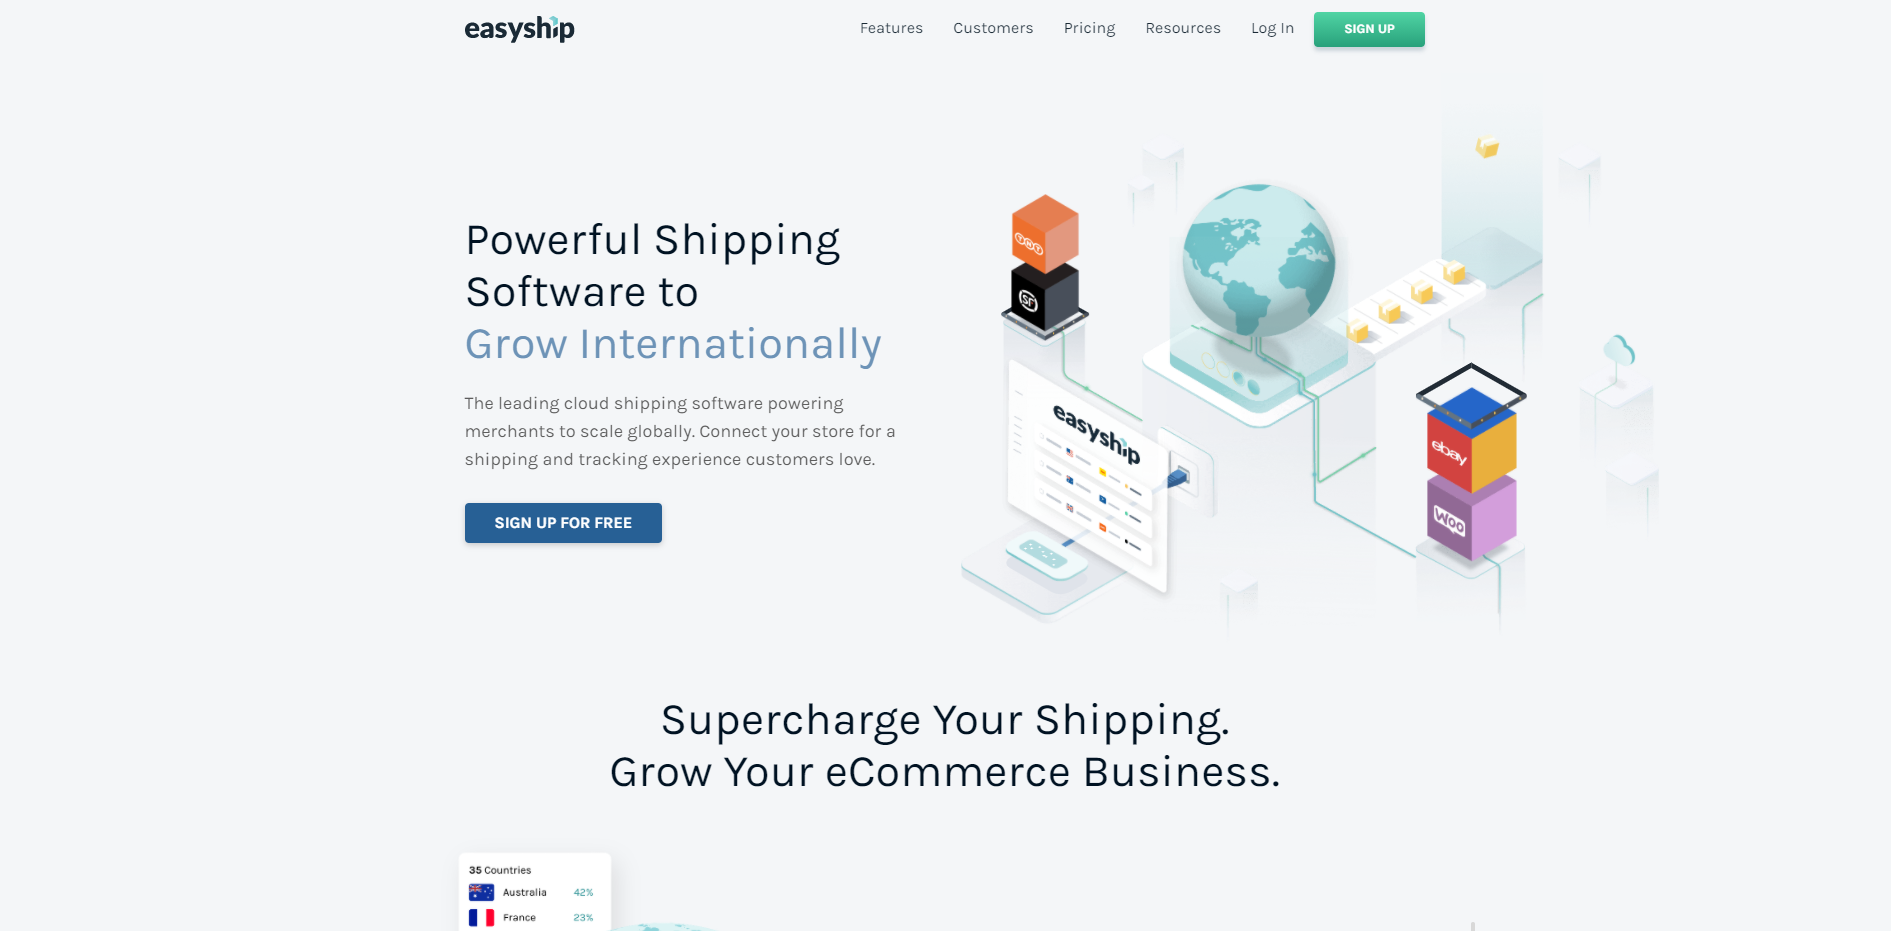 easyship
Features
Customers
Pricing
Resources
Log In
SIGN UP
Powerful Shipping
Software to
Grow Internationally
The leading cloud shipping software powering
merchants to scale globally. Connect your store for a
shipping and tracking experience customers love.
SIGN UP FOR FREE
TNT
SF
easyship
ebay
Woo
Supercharge Your Shipping.
Grow Your eCommerce Business.
35 Countries
Australia 42%
France 23%